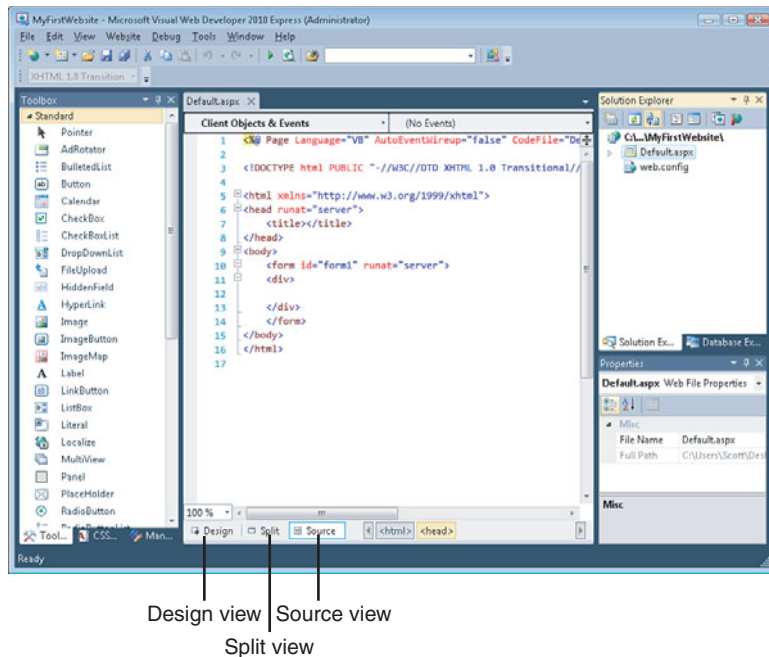 MyFirstWebsite - Microsoft Visual Web Developer 2010 Express (Administrator)
File Edit View Website Debug Tools Window Help
XHTML 1.0 Transition
Toolbox
Standard
Pointer
AdRotator
BulletedList
Button
Calendar
CheckBox
CheckBoxList
DropDownList
FileUpload
HiddenField
HyperLink
Image
ImageButton
ImageMap
Label
LinkButton
ListBox
Literal
Localize
MultiView
Panel
PlaceHolder
RadioButton
Tool... CSS... Man...
Default.aspx
Client Objects & Events (No Events)
1 <%@ Page Language="VB" AutoEventWireup="false" CodeFile="De
2
3 <!DOCTYPE html PUBLIC "-//W3C//DTD XHTML 1.0 Transitional//
4
5 <html xmlns="http://www.w3.org/1999/xhtml">
6 <head runat="server">
7 <title></title>
8 </head>
9 <body>
10 <form id="form1" runat="server">
11 <div>
12
13 </div>
14 </form>
15 </body>
16 </html>
17
100 %
Design Split Source <html> <head>
Solution Explorer
C:\...\MyFirstWebsite\
Default.aspx
web.config
Solution Ex... Database Ex...
Properties
Default.aspx Web File Properties
Misc
File Name Default.aspx
Full Path C:\Users\Scott\Des
Misc
Ready
Design view Source view
Split view